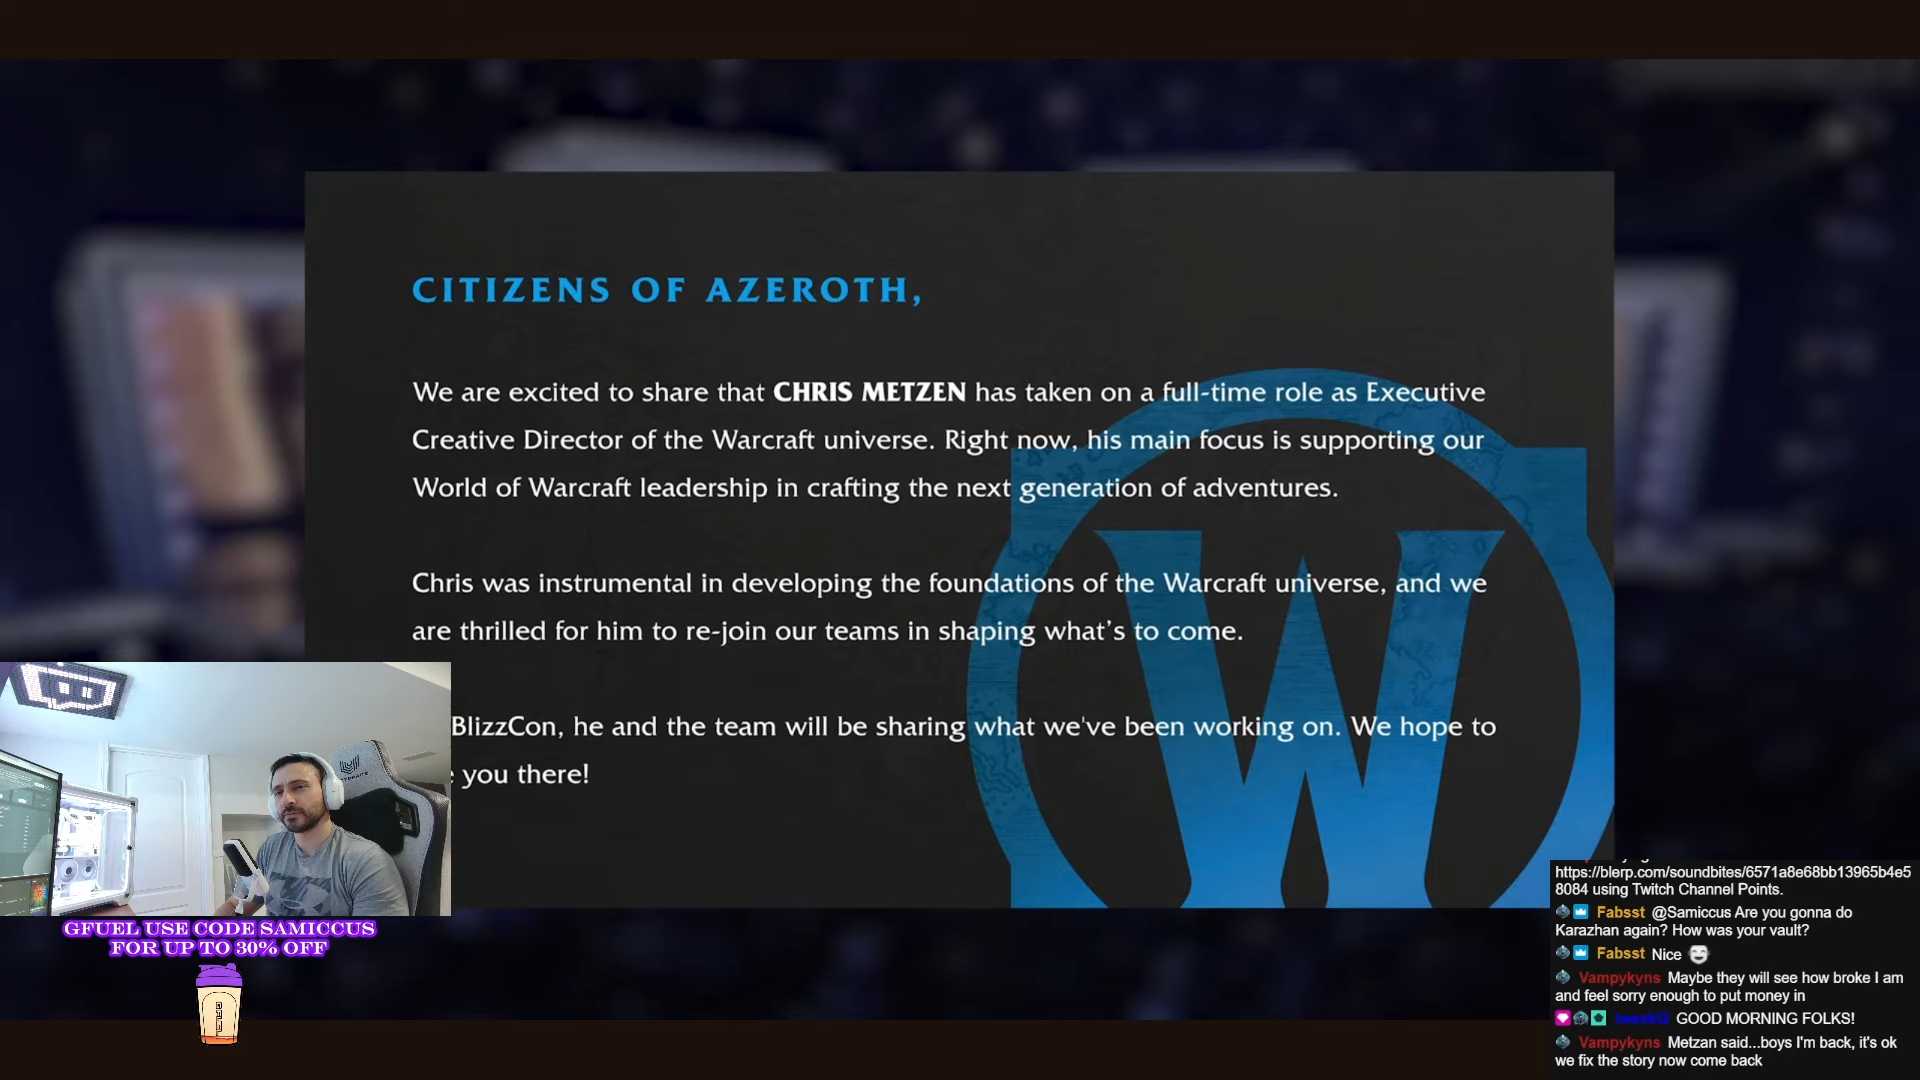 CITIZENS OF AZEROTH,
We are excited to share that CHRIS METZEN has taken on a full-time role as Executive
Creative Director of the Warcraft universe. Right now, his main focus is supporting our
World of Warcraft leadership in crafting the next generation of adventures.
Chris was instrumental in developing the foundations of the Warcraft universe, and we
are thrilled for him to re-join our teams in shaping what's to come.
BlizzCon, he and the team will be sharing what we've been working on. We hope to
you there!
GFUEL USE CODE SAMICCUS
FOR UP TO 30% OFF
https://blerp.com/soundbites/6571a8e68bb13965b4e5
8084 using Twitch Channel Points.
Fabsst @Samiccus Are you gonna do
Karazhan again? How was your vault?
Fabsst Nice
Vampykyns Maybe they will see how broke I am
and feel sorry enough to put money in
GOOD MORNING FOLKS!
Vampykyns Metzan said...boys I'm back, it's ok
we fix the story now come back